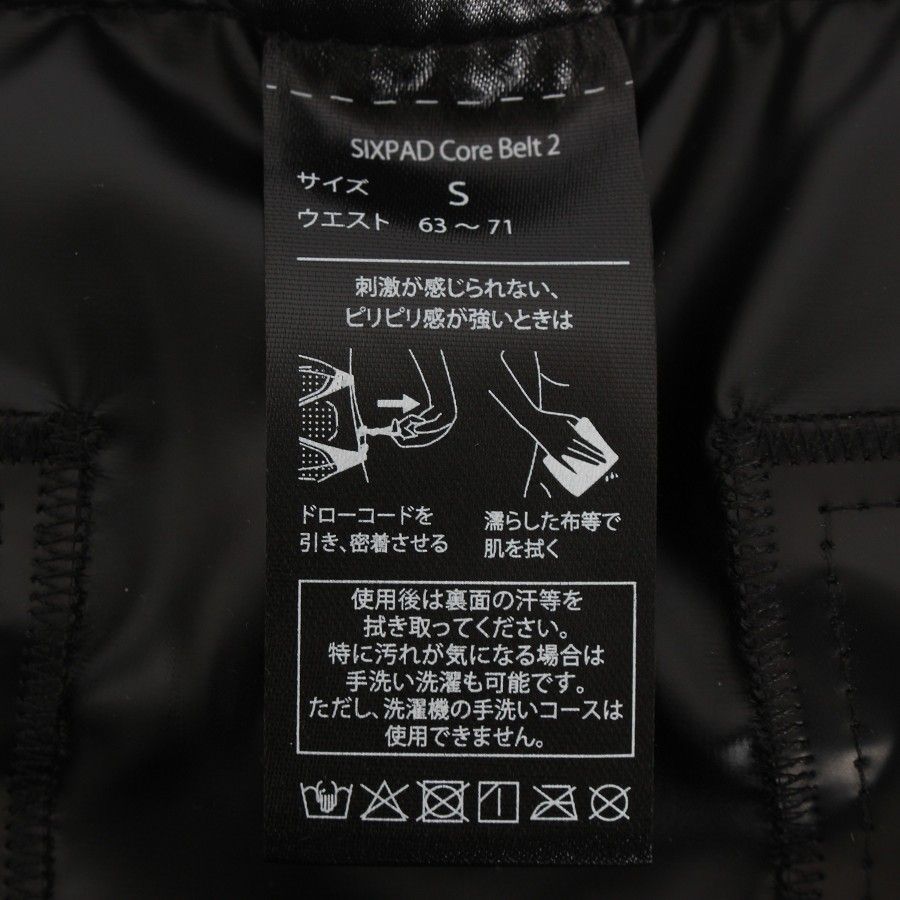 SIXPAD Core Belt 2
サイズ S
ウエスト 63～71
刺激が感じられない、
ピリピリ感が強いときは
ドローコードを
引き、密着させる
濡らした布等で
肌を拭く
使用後は裏面の汗等を
拭き取ってください。
特に汚れが気になる場合は
手洗い洗濯も可能です。
ただし、洗濯機の手洗いコースは
使用できません。